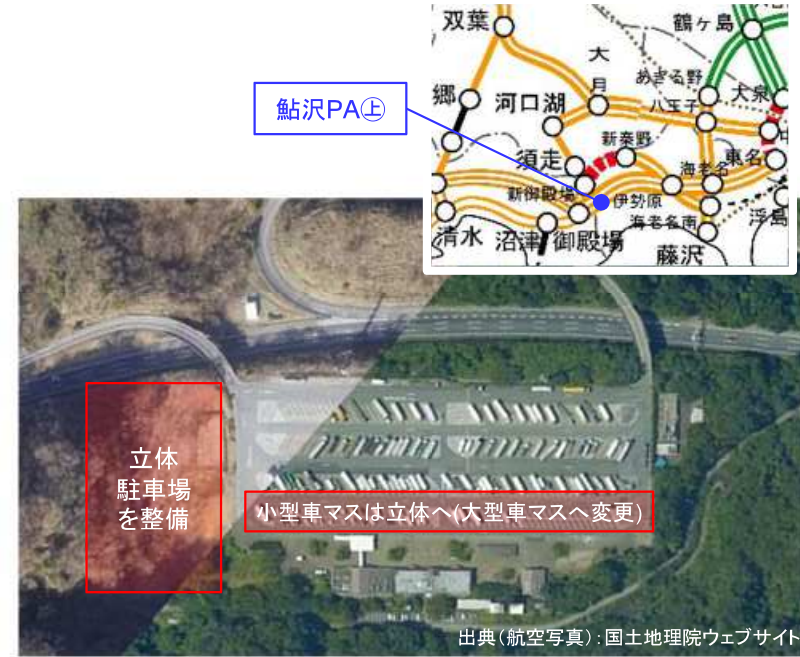 双葉
鶴ヶ島
大月
あきる野
郷
河口湖
八王子
大泉
鮎沢PA㊤
新秦野
須走
海老名
東名
新御殿場
伊勢原
海老名南
浮島
清水
沼津
御殿場
藤沢
立体
駐車場
を整備
小型車マスは立体へ(大型車マスへ変更)
出典(航空写真):国土地理院ウェブサイト